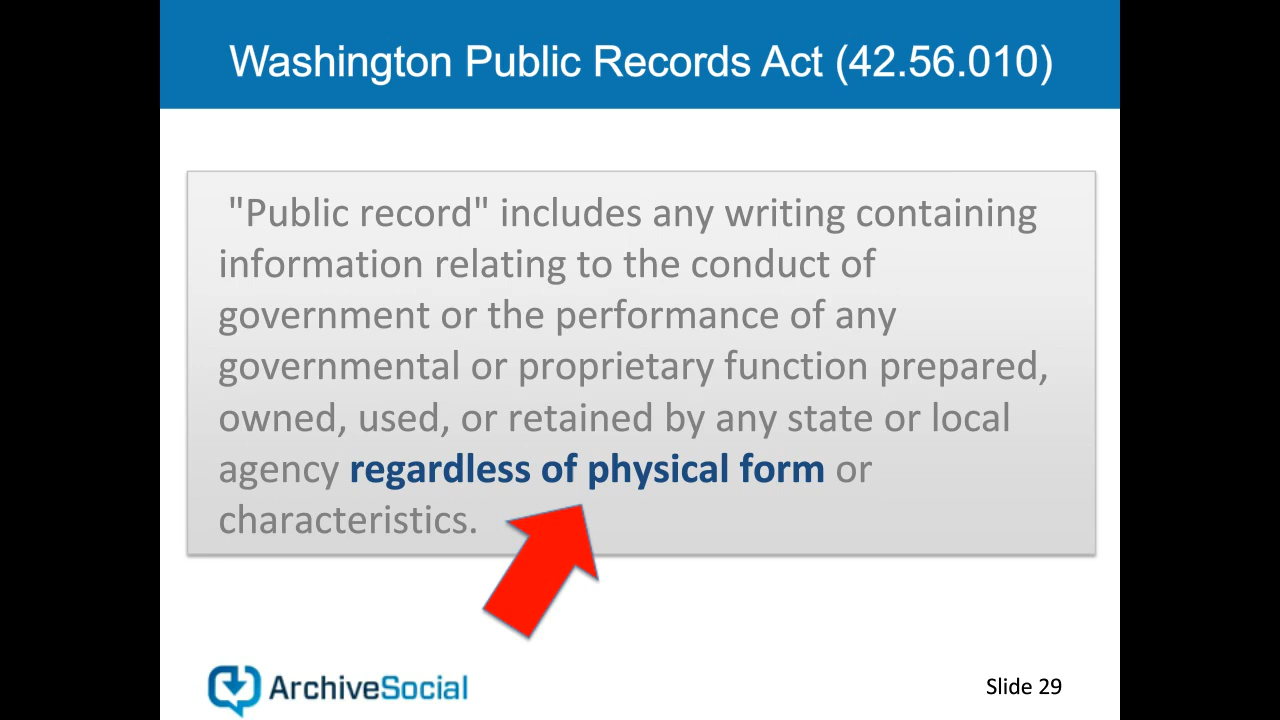 Washington Public Records Act (42.56.010)
"Public record" includes any writing containing
information relating to the conduct of
government or the performance of any
governmental or proprietary function prepared,
owned, used, or retained by any state or local
agency regardless of physical form or
characteristics.
ArchiveSocial
Slide 29